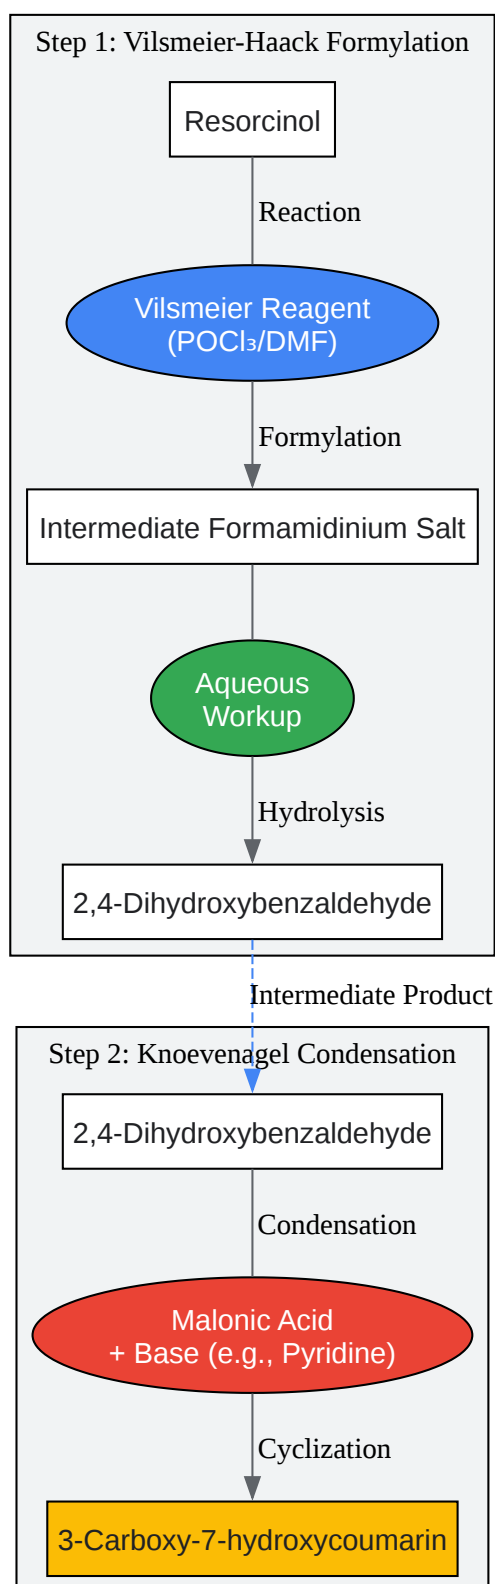 Step 1: Vilsmeier-Haack Formylation
Resorcinol
Reaction
Vilsmeier Reagent
(POCl₃/DMF)
Formylation
Intermediate Formamidinium Salt
Aqueous
Workup
Hydrolysis
2,4-Dihydroxybenzaldehyde
Intermediate Product
Step 2: Knoevenagel Condensation
2,4-Dihydroxybenzaldehyde
Condensation
Malonic Acid
+ Base (e.g., Pyridine)
Cyclization
3-Carboxy-7-hydroxycoumarin